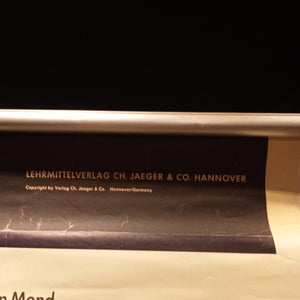 LEHRMITTELVERLAG CH. JAEGER & CO. HANNOVER
Copyright by Verlag Ch. Jaeger & Co. Hannover/Germany
Mond